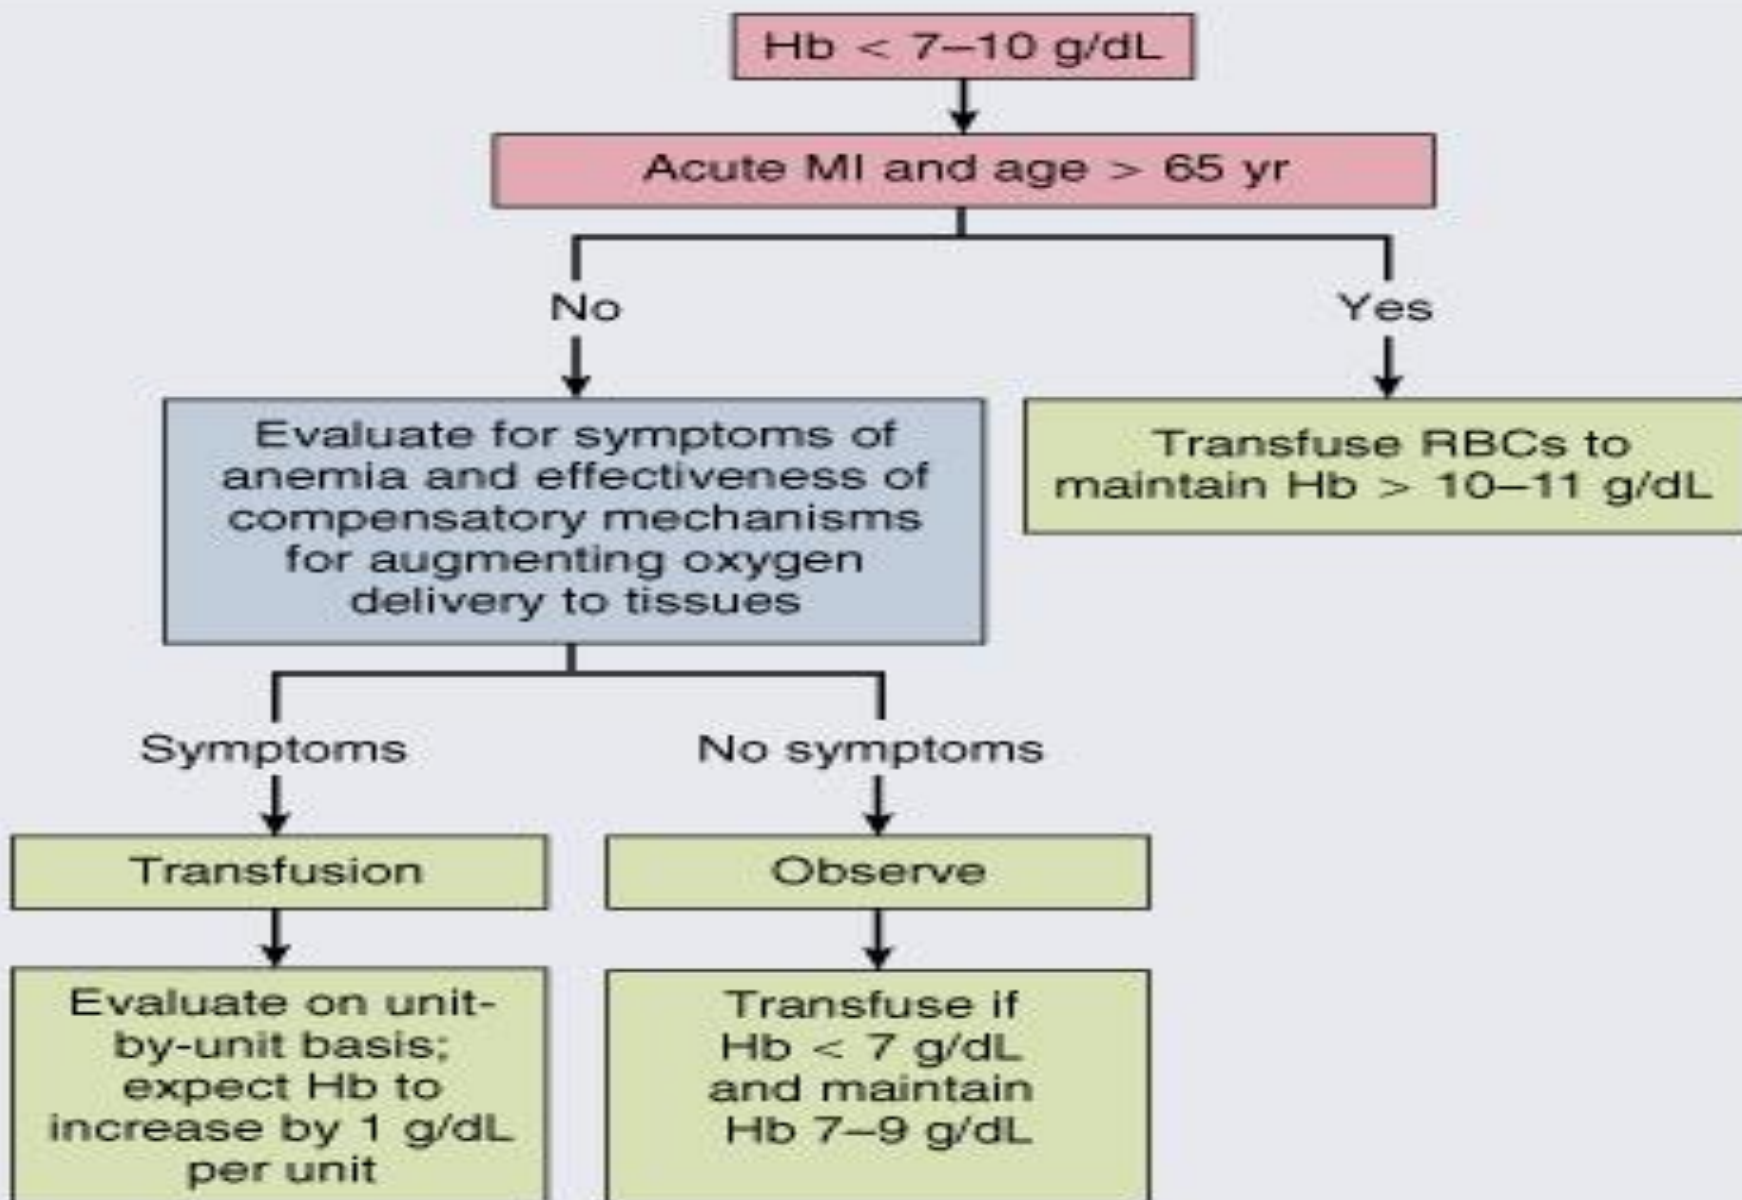 Hb < 7–10 g/dL
Acute MI and age > 65 yr
No
Yes
Evaluate for symptoms of
anemia and effectiveness of
compensatory mechanisms
for augmenting oxygen
delivery to tissues
Transfuse RBCs to
maintain Hb > 10–11 g/dL
Symptoms
No symptoms
Transfusion
Observe
Evaluate on unit-
by-unit basis;
expect Hb to
increase by 1 g/dL
per unit
Transfuse if
Hb < 7 g/dL
and maintain
Hb 7–9 g/dL